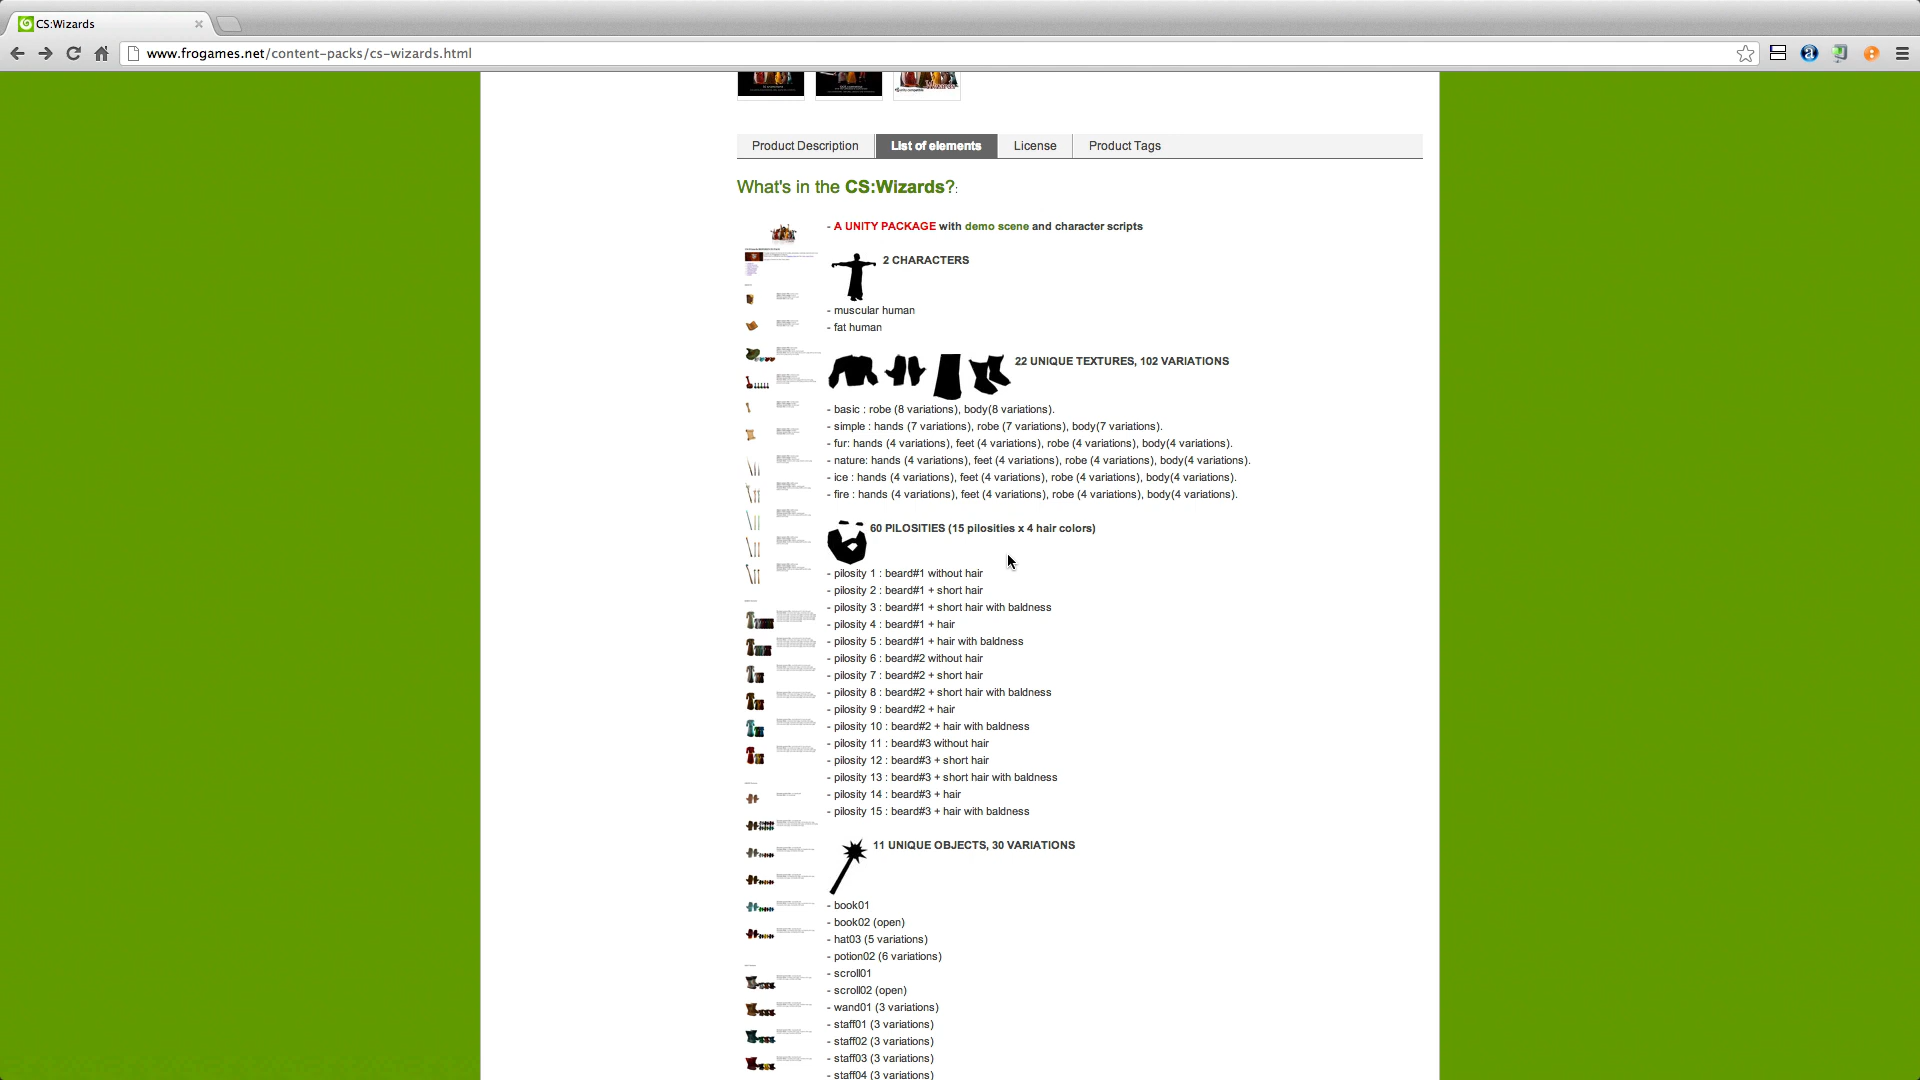 CS:Wizards
www.frogames.net/content-packs/cs-wizards.html
Product Description
List of elements
License
Product Tags
What's in the CS:Wizards?:
- A UNITY PACKAGE with demo scene and character scripts
2 CHARACTERS
- muscular human
- fat human
22 UNIQUE TEXTURES, 102 VARIATIONS
- basic : robe (8 variations), body(8 variations).
- simple : hands (7 variations), robe (7 variations), body(7 variations).
- fur: hands (4 variations), feet (4 variations), robe (4 variations), body(4 variations).
- nature: hands (4 variations), feet (4 variations), robe (4 variations), body(4 variations).
- ice : hands (4 variations), feet (4 variations), robe (4 variations), body(4 variations).
- fire : hands (4 variations), feet (4 variations), robe (4 variations), body(4 variations).
60 PILOSITIES (15 pilosities x 4 hair colors)
- pilosity 1 : beard#1 without hair
- pilosity 2 : beard#1 + short hair
- pilosity 3 : beard#1 + short hair with baldness
- pilosity 4 : beard#1 + hair
- pilosity 5 : beard#1 + hair with baldness
- pilosity 6 : beard#2 without hair
- pilosity 7 : beard#2 + short hair
- pilosity 8 : beard#2 + short hair with baldness
- pilosity 9 : beard#2 + hair
- pilosity 10 : beard#2 + hair with baldness
- pilosity 11 : beard#3 without hair
- pilosity 12 : beard#3 + short hair
- pilosity 13 : beard#3 + short hair with baldness
- pilosity 14 : beard#3 + hair
- pilosity 15 : beard#3 + hair with baldness
11 UNIQUE OBJECTS, 30 VARIATIONS
- book01
- book02 (open)
- hat03 (5 variations)
- potion02 (6 variations)
- scroll01
- scroll02 (open)
- wand01 (3 variations)
- staff01 (3 variations)
- staff02 (3 variations)
- staff03 (3 variations)
- staff04 (3 variations)